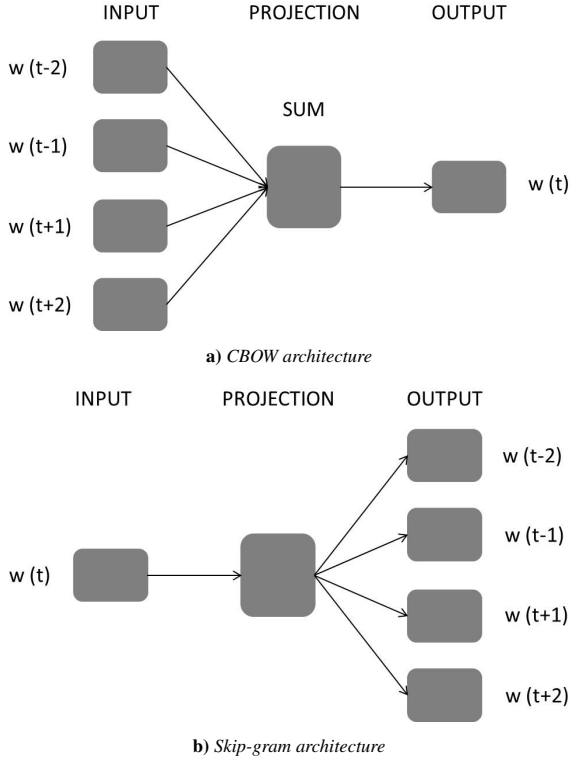 INPUT PROJECTION OUTPUT
w (t-2)
SUM
w (t-1)
w (t)
w (t+1)
w (t+2)
a) CBOW architecture
INPUT PROJECTION OUTPUT
w (t-2)
w (t-1)
w (t)
w (t+1)
w (t+2)
b) Skip-gram architecture